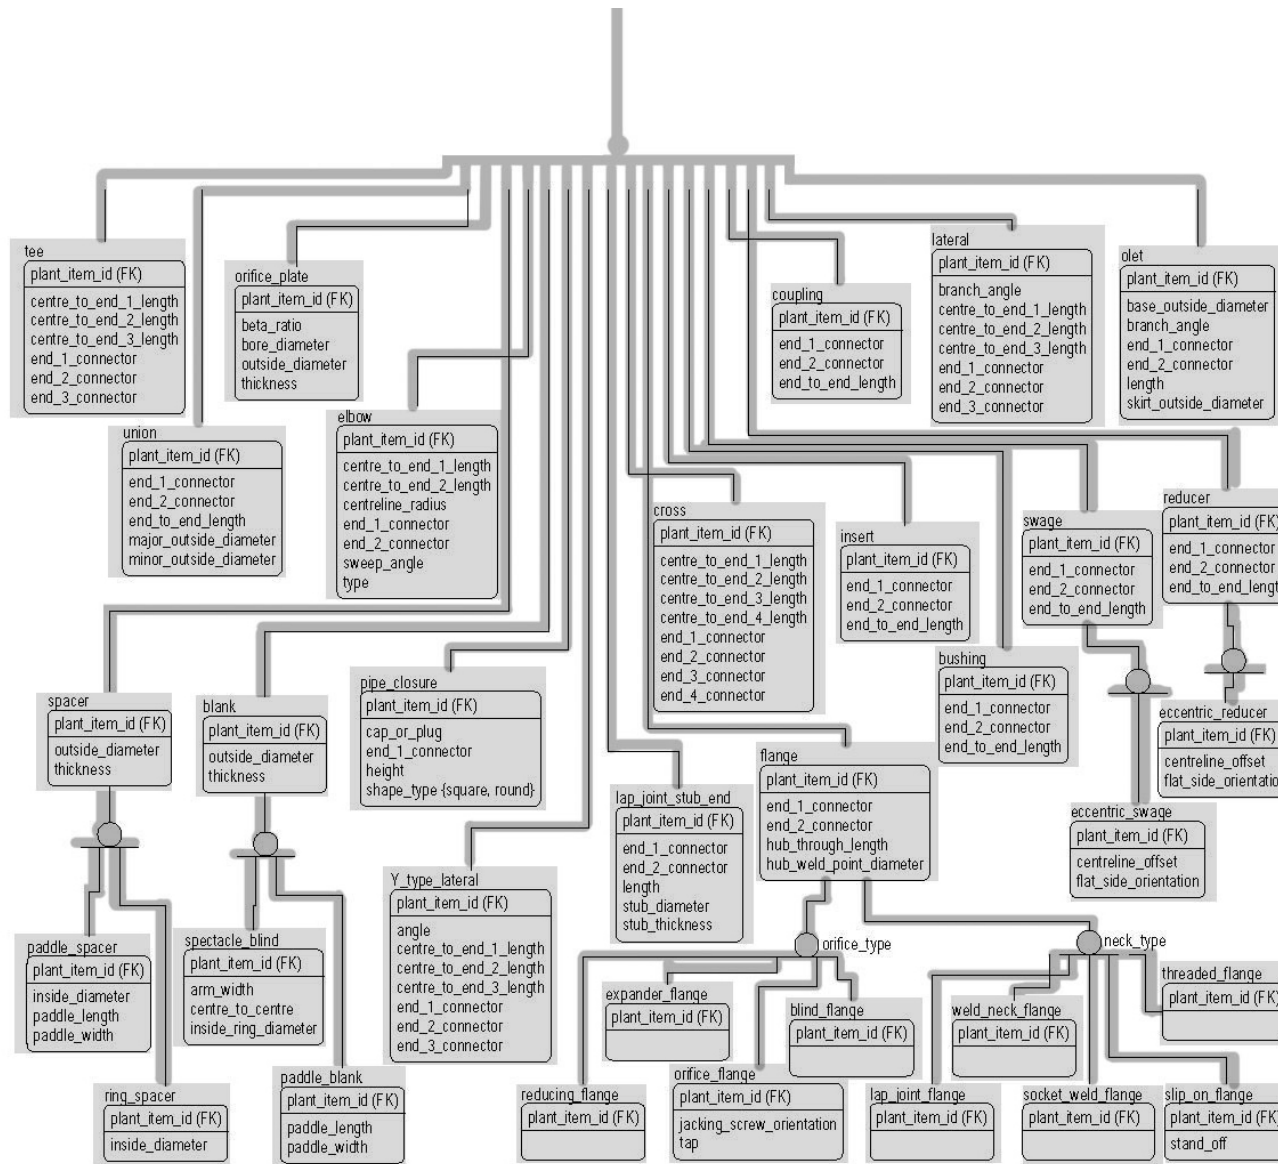 tee
plant_item_id (FK)
centre_to_end_1_length
centre_to_end_2_length
centre_to_end_3_length
end_1_connector
end_2_connector
end_3_connector
orifice_plate
plant_item_id (FK)
beta_ratio
bore_diameter
outside_diameter
thickness
coupling
plant_item_id (FK)
end_1_connector
end_2_connector
end_to_end_length
lateral
plant_item_id (FK)
branch_angle
centre_to_end_1_length
centre_to_end_2_length
centre_to_end_3_length
end_1_connector
end_2_connector
end_3_connector
olet
plant_item_id (FK)
base_outside_diameter
branch_angle
end_1_connector
end_2_connector
length
skirt_outside_diameter
union
plant_item_id (FK)
end_1_connector
end_2_connector
end_to_end_length
major_outside_diameter
minor_outside_diameter
elbow
plant_item_id (FK)
centre_to_end_1_length
centre_to_end_2_length
centreline_radius
end_1_connector
end_2_connector
sweep_angle
type
cross
plant_item_id (FK)
centre_to_end_1_length
centre_to_end_2_length
centre_to_end_3_length
centre_to_end_4_length
end_1_connector
end_2_connector
end_3_connector
end_4_connector
insert
plant_item_id (FK)
end_1_connector
end_2_connector
end_to_end_length
swage
plant_item_id (FK)
end_1_connector
end_2_connector
end_to_end_length
reducer
plant_item_id (FK)
end_1_connector
end_2_connector
end_to_end_lengt
bushing
plant_item_id (FK)
end_1_connector
end_2_connector
end_to_end_length
spacer
plant_item_id (FK)
outside_diameter
thickness
blank
plant_item_id (FK)
outside_diameter
thickness
pipe_closure
plant_item_id (FK)
cap_or_plug
end_1_connector
height
shape_type {square, round}
eccentric_reducer
plant_item_id (FK)
centreline_offset
flat_side_orientatio
flange
plant_item_id (FK)
end_1_connector
end_2_connector
hub_through_length
hub_weld_point_diameter
lap_joint_stub_end
plant_item_id (FK)
end_1_connector
end_2_connector
length
stub_diameter
stub_thickness
eccentric_swage
plant_item_id (FK)
centreline_offset
flat_side_orientation
Y_type_lateral
plant_item_id (FK)
angle
centre_to_end_1_length
centre_to_end_2_length
centre_to_end_3_length
end_1_connector
end_2_connector
end_3_connector
paddle_spacer
plant_item_id (FK)
inside_diameter
paddle_length
paddle_width
spectacle_blind
plant_item_id (FK)
arm_width
centre_to_centre
inside_ring_diameter
orifice_type
neck_type
expander_flange
plant_item_id (FK)
blind_flange
plant_item_id (FK)
weld_neck_flange
plant_item_id (FK)
threaded_flange
plant_item_id (FK)
ring_spacer
plant_item_id (FK)
inside_diameter
paddle_blank
plant_item_id (FK)
paddle_length
paddle_width
reducing_flange
plant_item_id (FK)
orifice_flange
plant_item_id (FK)
jacking_screw_orientation
tap
lap_joint_flange
plant_item_id (FK)
socket_weld_flange
plant_item_id (FK)
slip_on_flange
plant_item_id (FK)
stand_off